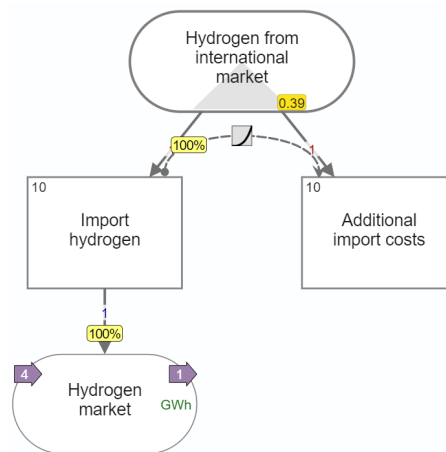 Hydrogen from
international
market
0.39
100%
1
10
Import
hydrogen
10
Additional
import costs
1
100%
4
1
Hydrogen
market
GWh